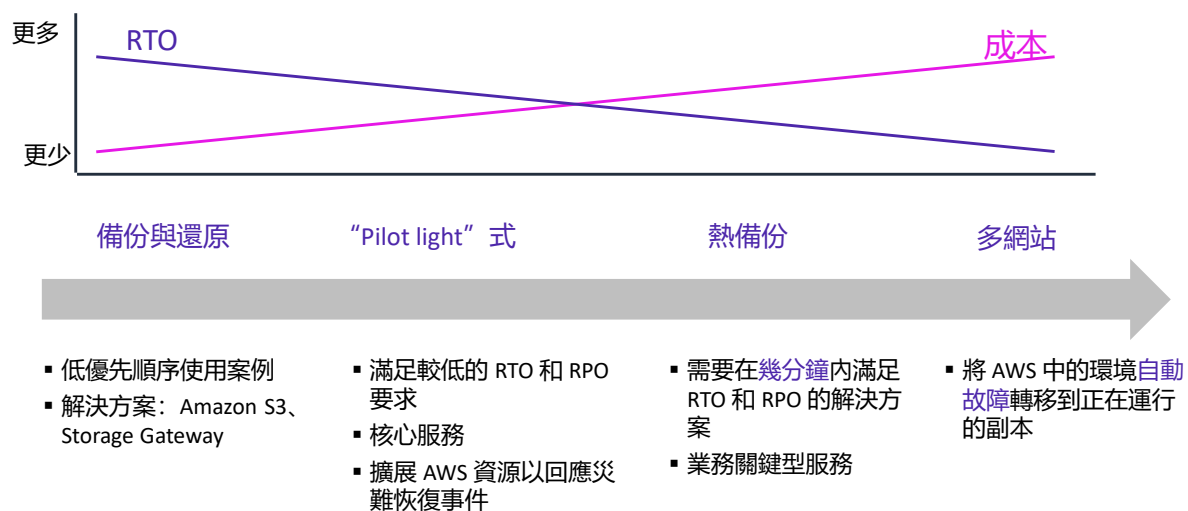 更多
RTO
成本
更少
備份與還原
“Pilot light”式
熱備份
多網站
▪ 低優先順序使用案例
▪ 解決方案：Amazon S3、
Storage Gateway
▪ 滿足較低的 RTO 和 RPO
要求
▪ 核心服務
▪ 擴展 AWS 資源以回應災
難恢復事件
▪ 需要在幾分鐘內滿足
RTO 和 RPO 的解決方
案
▪ 業務關鍵型服務
▪ 將 AWS 中的環境自動
故障轉移到正在運行
的副本